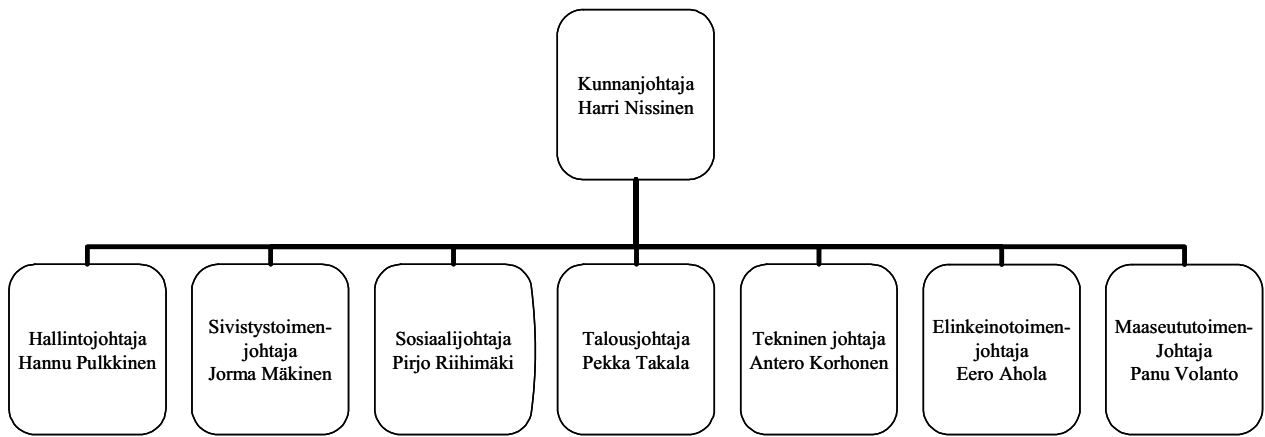 Kunnanjohtaja
Harri Nissinen
Hallintojohtaja
Hannu Pulkkinen
Sivistystoimen-
johtaja
Jorma Mäkinen
Sosiaalijohtaja
Pirjo Riihimäki
Talousjohtaja
Pekka Takala
Tekninen johtaja
Antero Korhonen
Elinkeinotoimen-
johtaja
Eero Ahola
Maaseututoimen-
Johtaja
Panu Volanto